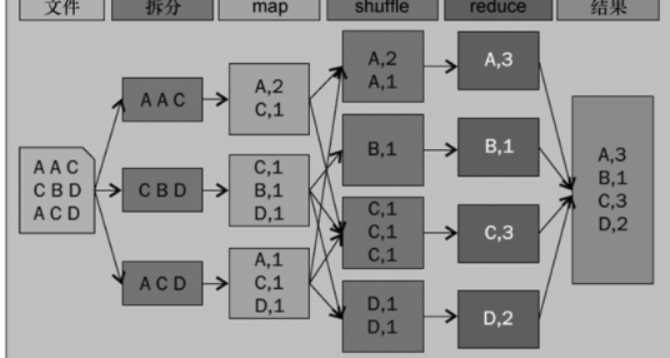 文件
拆分
map
shuffle
reduce
结果
A A C
C B D
A C D
A A C
C B D
A C D
A,2
C,1
C,1
B,1
D,1
A,1
C,1
D,1
A,2
A,1
B,1
C,1
C,1
C,1
D,1
D,1
A,3
B,1
C,3
D,2
A,3
B,1
C,3
D,2